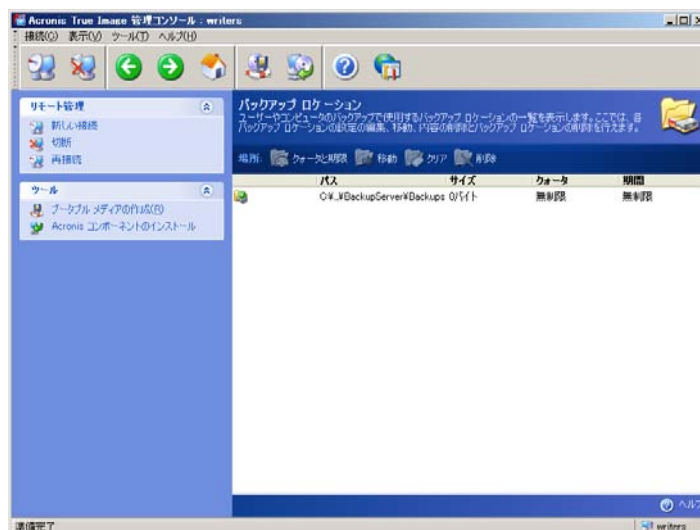 Acronis True Image 管理コンソール : writers
接続(C) 表示(V) ツール(T) ヘルプ(H)
リモート管理
新しい接続
切断
再接続
ツール
ブータブル メディアの作成(R)
Acronis コンポーネントのインストール
バックアップ ロケーション
ユーザーやコンピュータのバックアップで使用するバックアップ ロケーションの一覧を表示します。ここでは、各
バックアップ ロケーションの設定の編集、移動、内容の削除とバックアップ ロケーションの削除を行えます。
場所: クォータと期限 移動 クリア 削除
パス サイズ クォータ 期間
C¥...¥BackupServer¥Backups 0バイト 無制限 無制限
ヘルプ
準備完了 writers